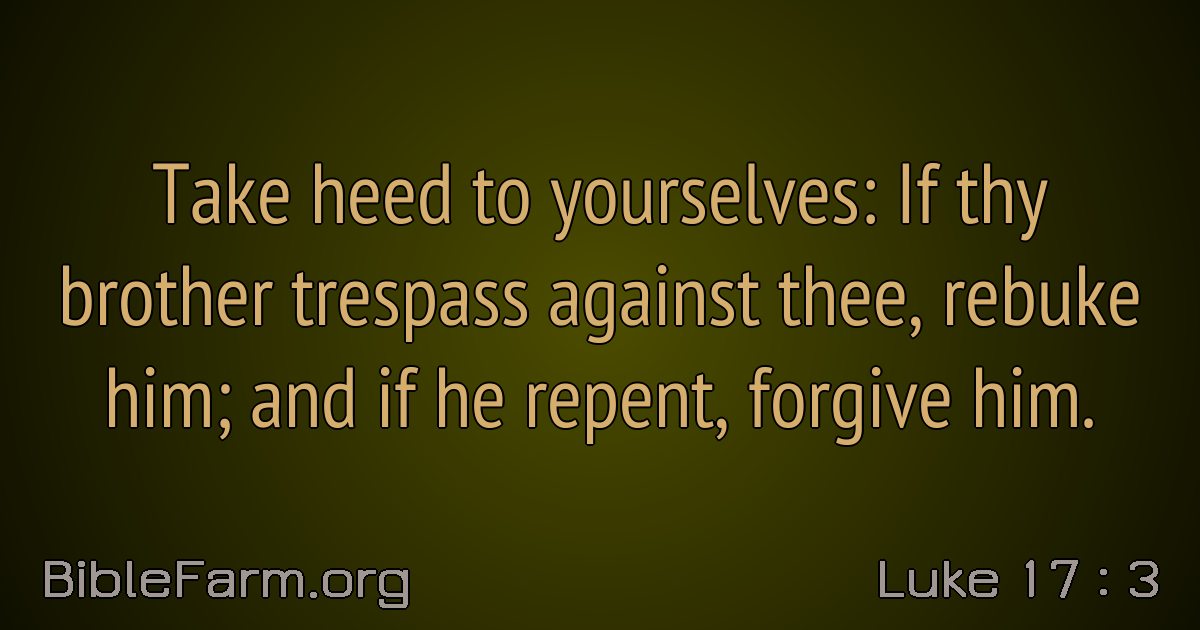 Take heed to yourselves: If thy
brother trespass against thee, rebuke
him; and if he repent, forgive him.
BibleFarm.org
Luke 17 : 3